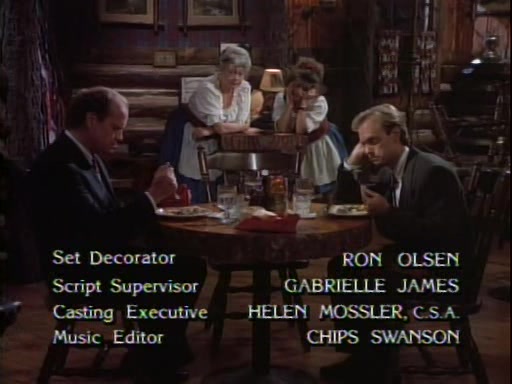 Set Decorator RON OLSEN
Script Supervisor GABRIELLE JAMES
Casting Executive HELEN MOSSLER, C.S.A.
Music Editor CHIPS SWANSON